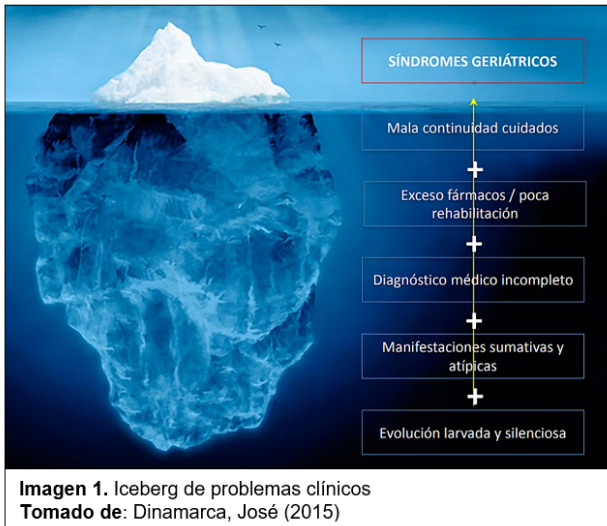 SÍNDROMES GERIÁTRICOS
Mala continuidad cuidados
+
Exceso fármacos / poca
rehabilitación
+
Diagnóstico médico incompleto
+
Manifestaciones sumativas y
atípicas
+
Evolución larvada y silenciosa
Imagen 1. Iceberg de problemas clínicos
Tomado de: Dinamarca, José (2015)